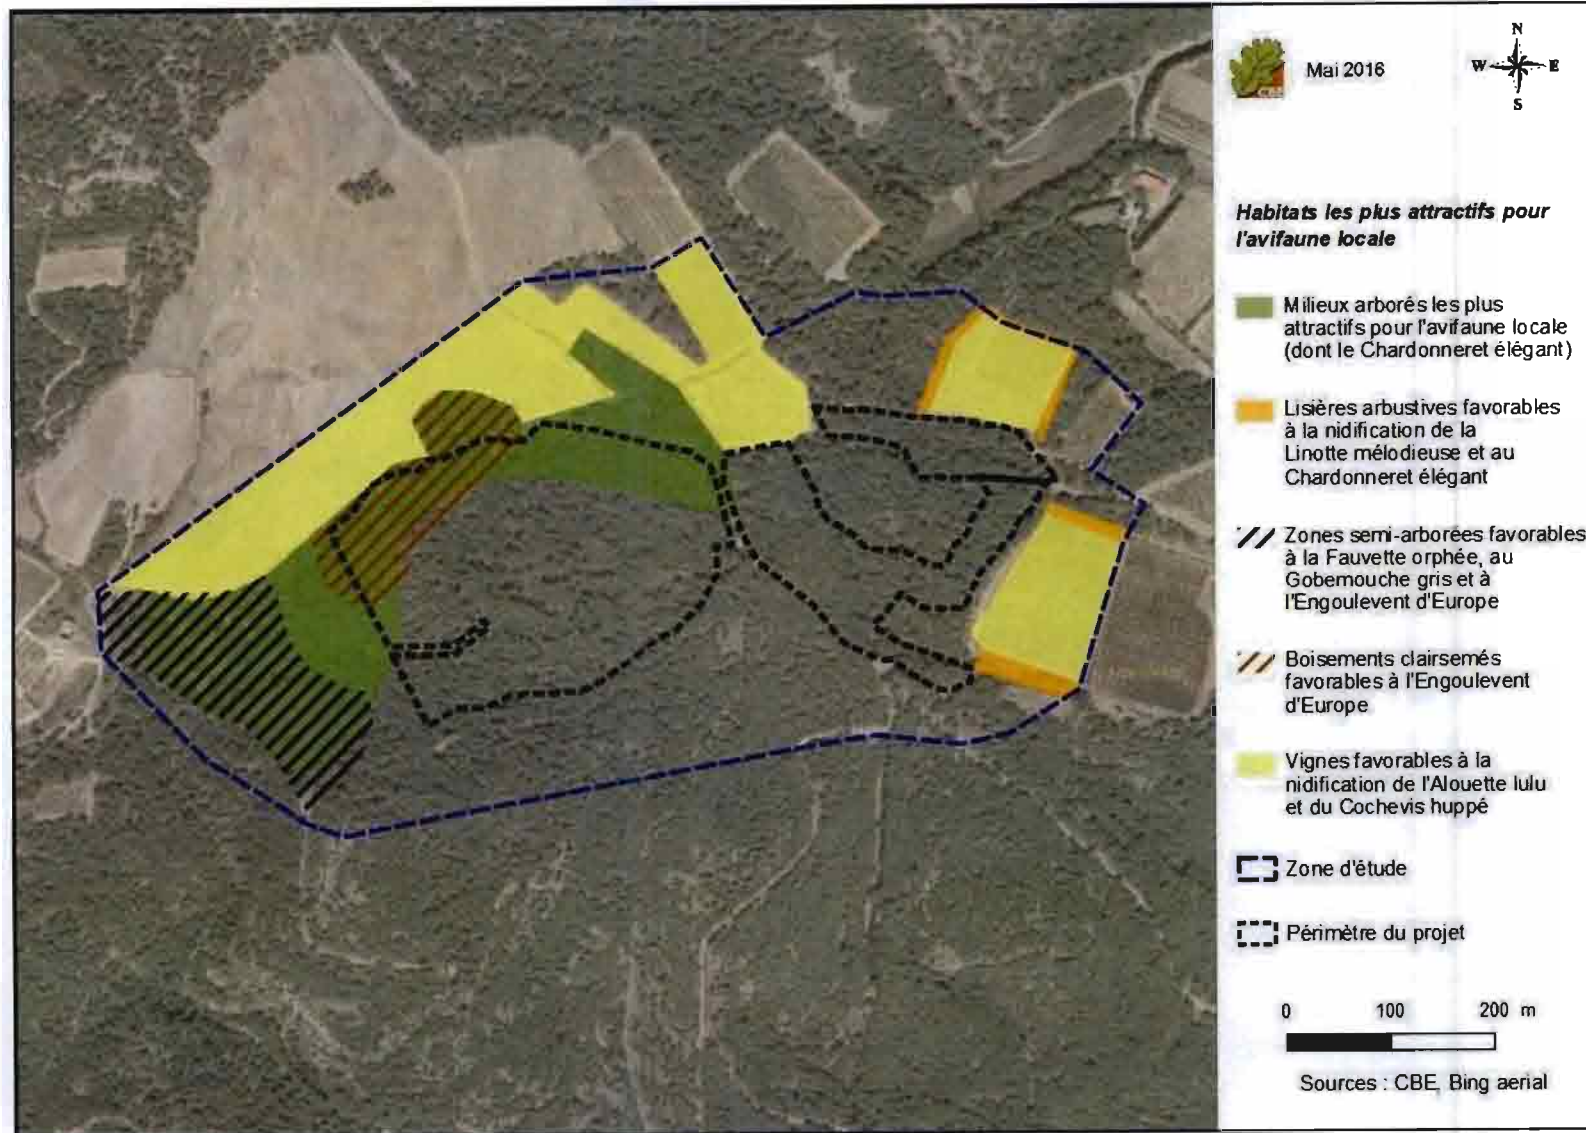 Mai 2016
N
W E
S
CBE
Habitats les plus attractifs pour
l'avifaune locale
Milieux arborés les plus
attractifs pour l'avifaune locale
(dont le Chardonneret élégant)
Lisières arbustives favorables
à la nidification de la
Linotte mélodieuse et au
Chardonneret élégant
Zones semi-arborées favorables
à la Fauvette orphée, au
Gobemouche gris et à
l'Engoulevent d'Europe
Boisements clairsemés
favorables à l'Engoulevent
d'Europe
Vignes favorables à la
nidification de l'Alouette lulu
et du Cochevis huppé
Zone d'étude
Périmètre du projet
0 100 200 m
Sources : CBE, Bing aerial